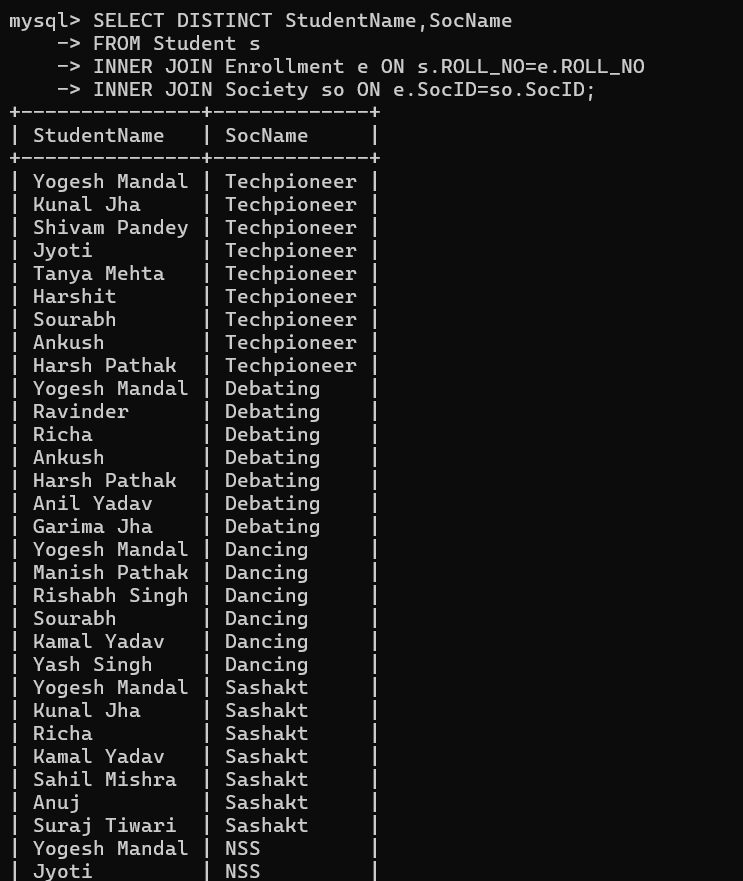 mysql> SELECT DISTINCT StudentName,SocName
    -> FROM Student s
    -> INNER JOIN Enrollment e ON s.ROLL_NO=e.ROLL_NO
    -> INNER JOIN Society so ON e.SocID=so.SocID;
+---------------+-------------+
| StudentName   | SocName     |
+---------------+-------------+
| Yogesh Mandal | Techpioneer |
| Kunal Jha     | Techpioneer |
| Shivam Pandey | Techpioneer |
| Jyoti         | Techpioneer |
| Tanya Mehta   | Techpioneer |
| Harshit       | Techpioneer |
| Sourabh       | Techpioneer |
| Ankush        | Techpioneer |
| Harsh Pathak  | Techpioneer |
| Yogesh Mandal | Debating    |
| Ravinder      | Debating    |
| Richa         | Debating    |
| Ankush        | Debating    |
| Harsh Pathak  | Debating    |
| Anil Yadav    | Debating    |
| Garima Jha    | Debating    |
| Yogesh Mandal | Dancing     |
| Manish Pathak | Dancing     |
| Rishabh Singh | Dancing     |
| Sourabh       | Dancing     |
| Kamal Yadav   | Dancing     |
| Yash Singh    | Dancing     |
| Yogesh Mandal | Sashakt     |
| Kunal Jha     | Sashakt     |
| Richa         | Sashakt     |
| Kamal Yadav   | Sashakt     |
| Sahil Mishra  | Sashakt     |
| Anuj          | Sashakt     |
| Suraj Tiwari  | Sashakt     |
| Yogesh Mandal | NSS         |
| Jyoti         | NSS         |